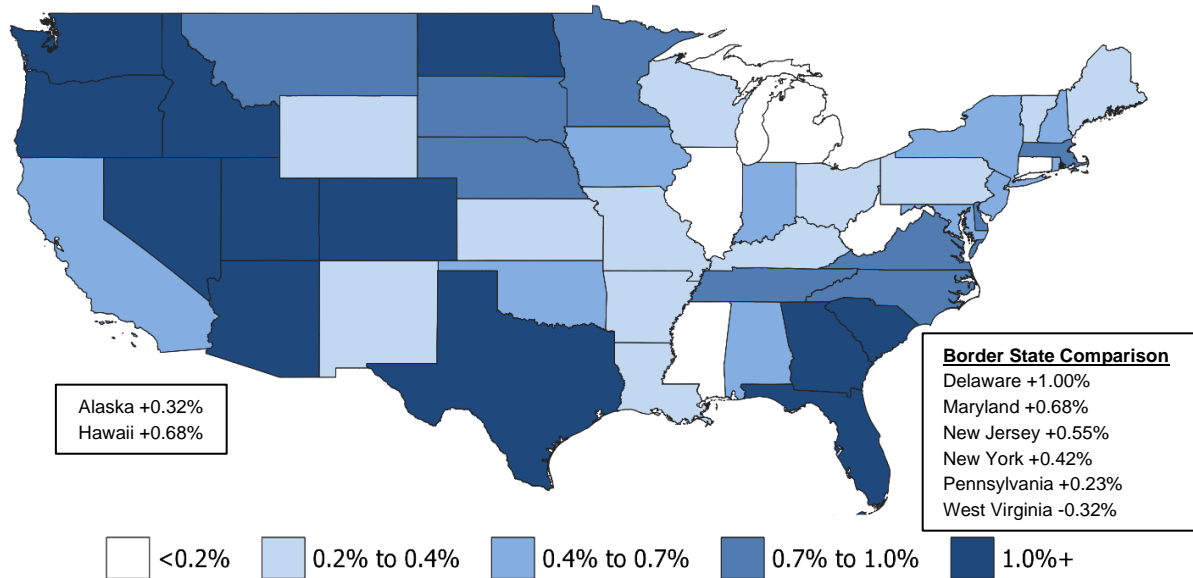 Alaska +0.32%
Hawaii +0.68%
Border State Comparison
Delaware +1.00%
Maryland +0.68%
New Jersey +0.55%
New York +0.42%
Pennsylvania +0.23%
West Virginia -0.32%
<0.2%
0.2% to 0.4%
0.4% to 0.7%
0.7% to 1.0%
1.0%+